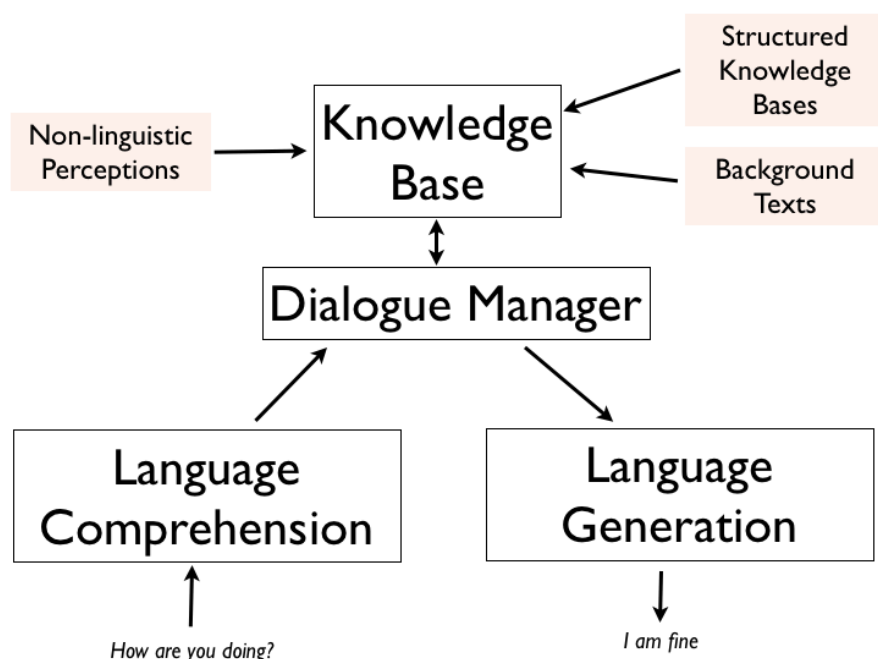 Structured
Knowledge
Bases
Knowledge
Base
Non-linguistic
Perceptions
Background
Texts
Dialogue Manager
Language
Comprehension
Language
Generation
How are you doing?
I am fine